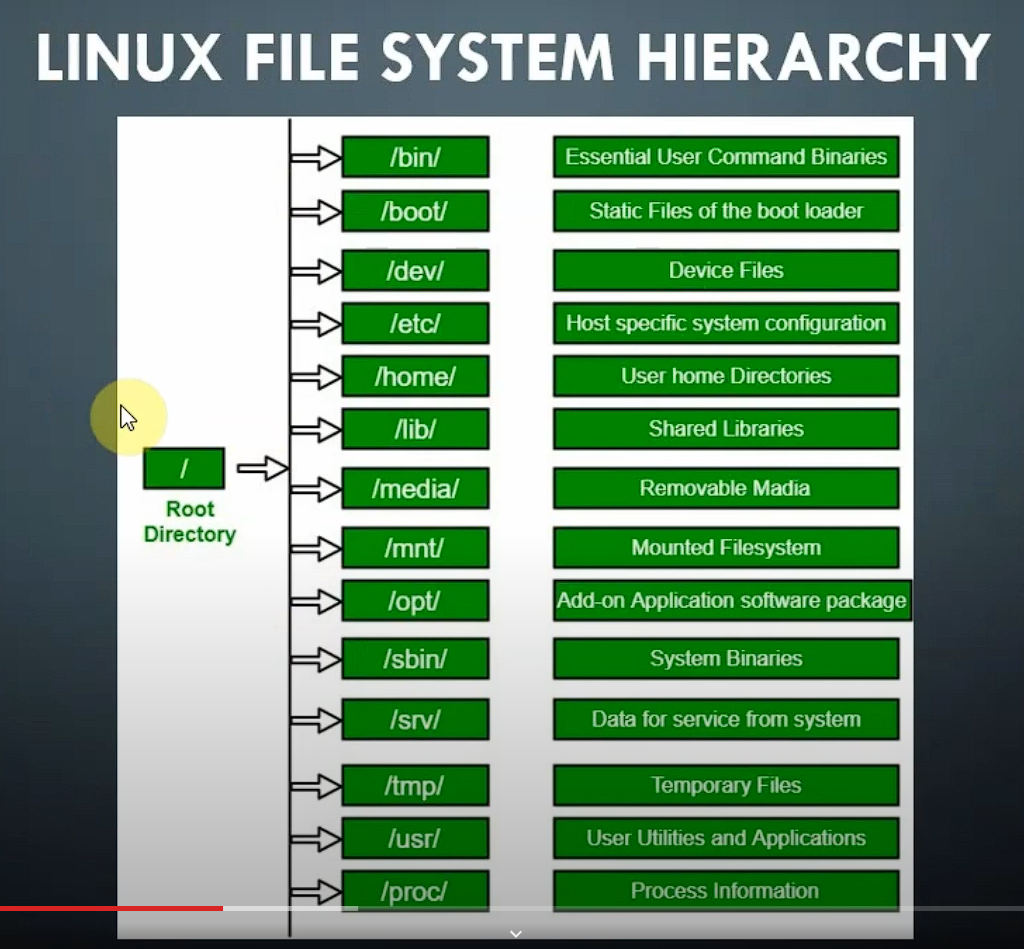 LINUX FILE SYSTEM HIERARCHY
/bin/ Essential User Command Binaries
/boot/ Static Files of the boot loader
/dev/ Device Files
/etc/ Host specific system configuration
/home/ User home Directories
/lib/ Shared Libraries
/
Root
Directory
/media/ Removable Madia
/mnt/ Mounted Filesystem
/opt/ Add-on Application software package
/sbin/ System Binaries
/srv/ Data for service from system
/tmp/ Temporary Files
/usr/ User Utilities and Applications
/proc/ Process Information